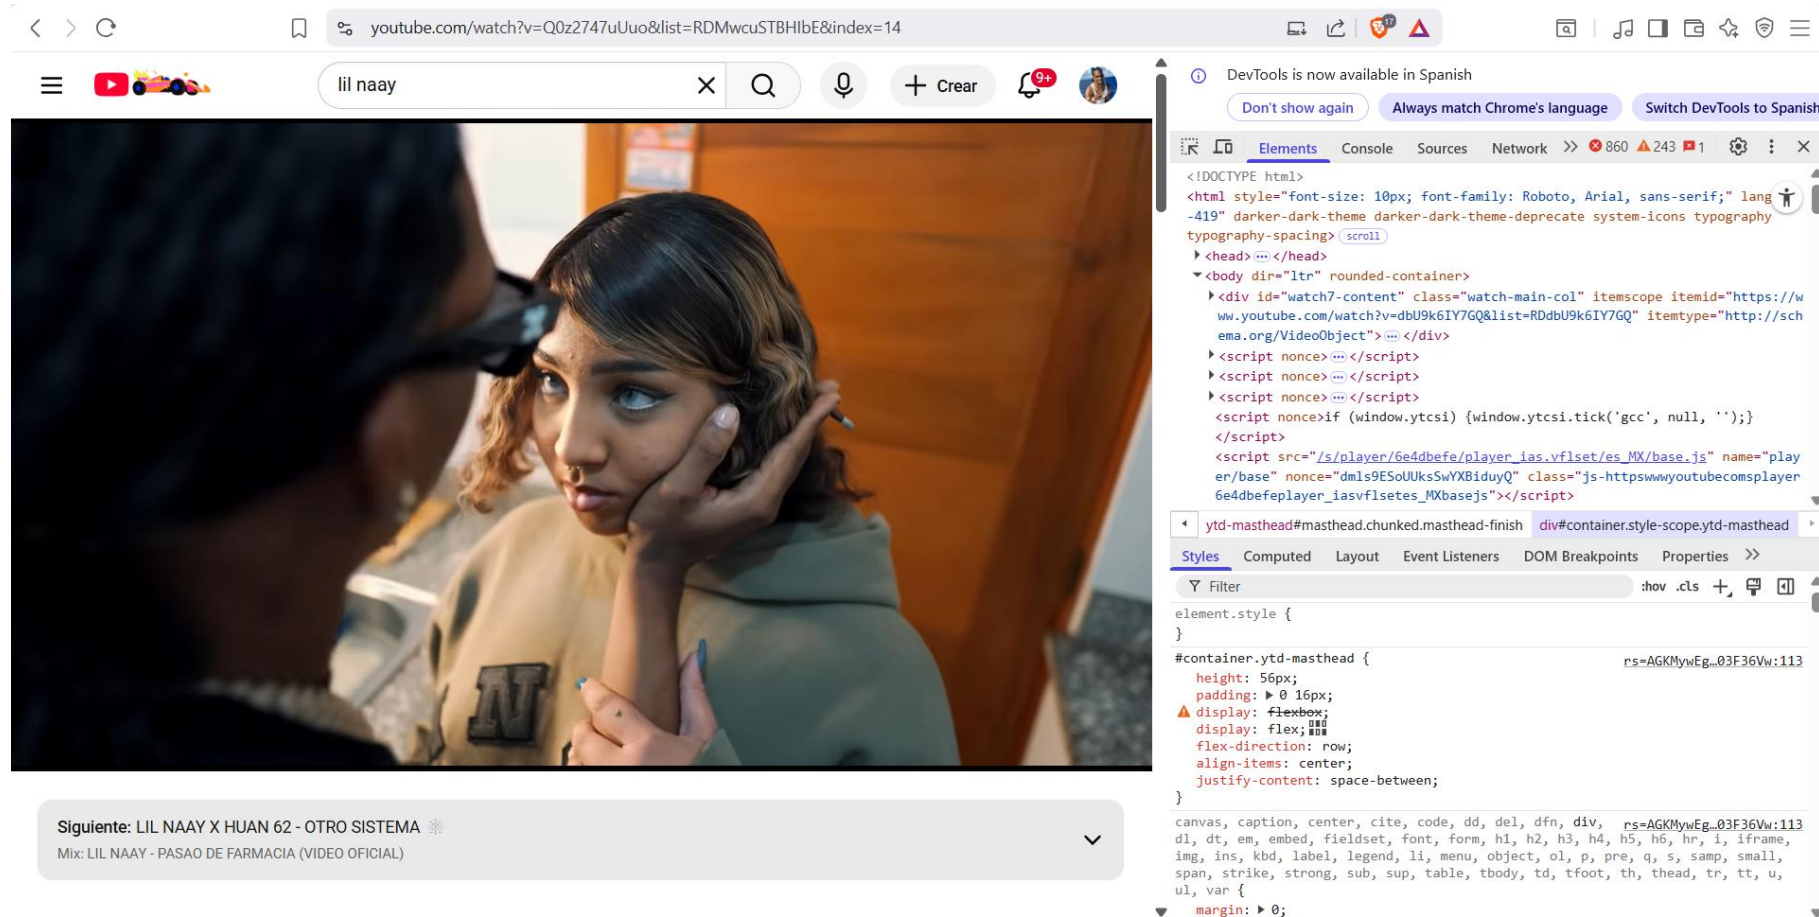 youtube.com/watch?v=Q0z2747uUuo&list=RDMwcuSTBHIbE&index=14
17
lil naay
Crear
9+
N
Siguiente: LIL NAAY X HUAN 62 - OTRO SISTEMA 🕸️
Mix: LIL NAAY - PASAO DE FARMACIA (VIDEO OFICIAL)
DevTools is now available in Spanish
Don't show again Always match Chrome's language Switch DevTools to Spanish
Elements Console Sources Network 860 243 1
<!DOCTYPE html>
<html style="font-size: 10px; font-family: Roboto, Arial, sans-serif;" lang
-419" darker-dark-theme darker-dark-theme-deprecate system-icons typography
typography-spacing> scroll
<head> ⋯ </head>
<body dir="ltr" rounded-container>
<div id="watch7-content" class="watch-main-col" itemscope itemid="https://w
ww.youtube.com/watch?v=dbU9k6IY7GQ&list=RDdbU9k6IY7GQ" itemtype="http://sch
ema.org/VideoObject"> ⋯ </div>
<script nonce> ⋯ </script>
<script nonce> ⋯ </script>
<script nonce> ⋯ </script>
<script nonce>if (window.ytcsi) {window.ytcsi.tick('gcc', null, '');}
</script>
<script src="/s/player/6e4dbefe/player_ias.vflset/es_MX/base.js" name="play
er/base" nonce="dmls9ESoUUksSwYXBiduyQ" class="js-httpswwwyoutubecomsplayer
6e4dbefeplayer_iasvflsetes_MXbasejs"></script>
ytd-masthead#masthead.chunked.masthead-finish div#container.style-scope.ytd-masthead
Styles Computed Layout Event Listeners DOM Breakpoints Properties
Filter :hov .cls
element.style {
}
#container.ytd-masthead { rs=AGKMywEg…03F36Vw:113
height: 56px;
padding: 0 16px;
display: flexbox;
display: flex;
flex-direction: row;
align-items: center;
justify-content: space-between;
}
canvas, caption, center, cite, code, dd, del, dfn, div, rs=AGKMywEg…03F36Vw:113
dl, dt, em, embed, fieldset, font, form, h1, h2, h3, h4, h5, h6, hr, i, iframe,
img, ins, kbd, label, legend, li, menu, object, ol, p, pre, q, s, samp, small,
span, strike, strong, sub, sup, table, tbody, td, tfoot, th, thead, tr, tt, u,
ul, var {
margin: 0;